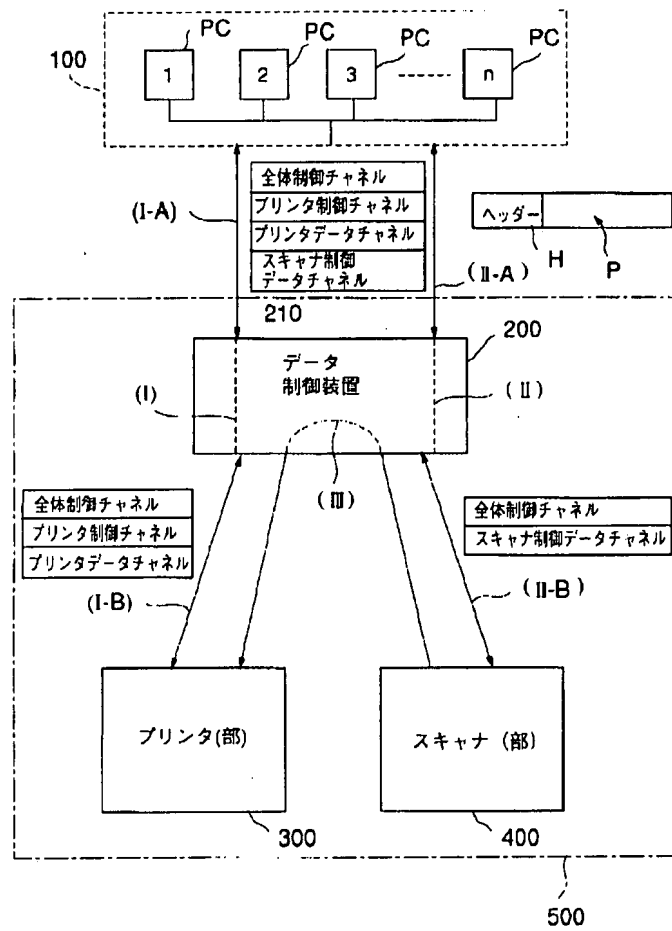 PC
PC
PC
PC
100
1
2
3
n
全体制御チャネル
プリンタ制御チャネル
プリンタデータチャネル
スキャナ制御
データチャネル
(I-A)
ヘッダー
H
P
(II-A)
210
200
データ
制御装置
(I)
(II)
(III)
全体制御チャネル
プリンタ制御チャネル
プリンタデータチャネル
全体制御チャネル
スキャナ制御データチャネル
(I-B)
(II-B)
プリンタ(部)
スキャナ(部)
300
400
500